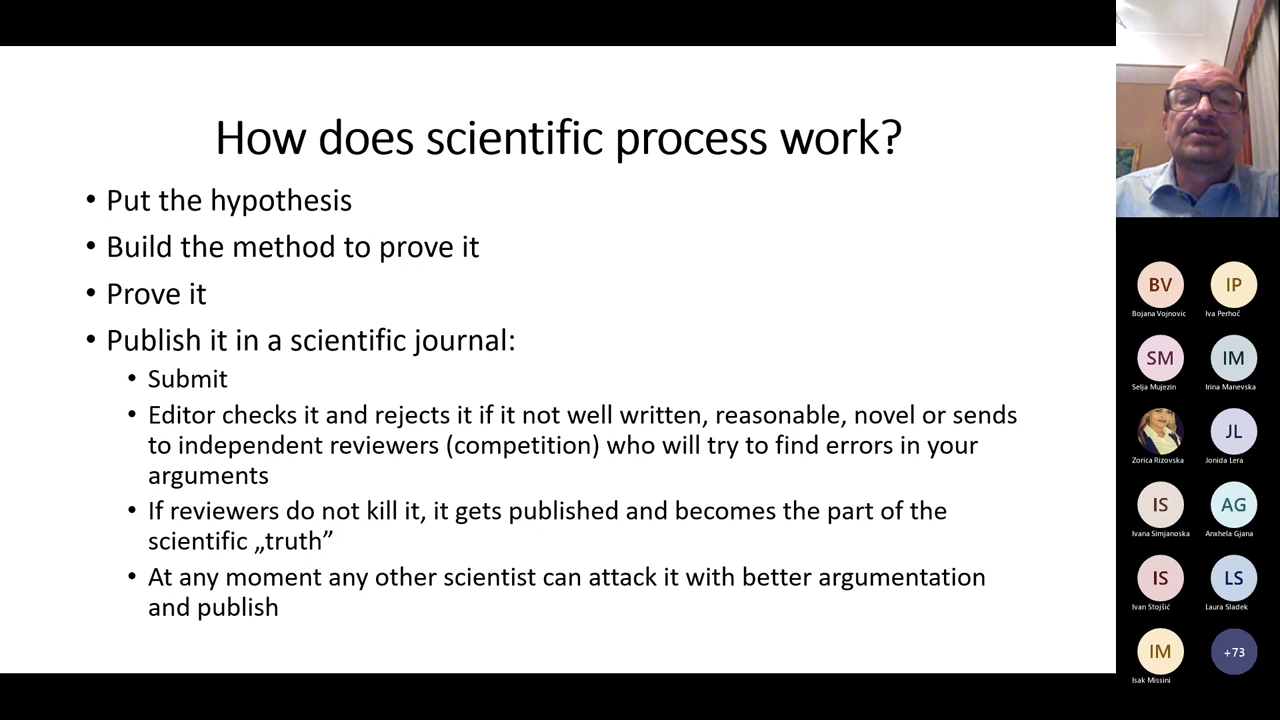 How does scientific process work?
• Put the hypothesis
• Build the method to prove it
• Prove it
• Publish it in a scientific journal:
• Submit
• Editor checks it and rejects it if it not well written, reasonable, novel or sends
to independent reviewers (competition) who will try to find errors in your
arguments
• If reviewers do not kill it, it gets published and becomes the part of the
scientific „truth”
• At any moment any other scientist can attack it with better argumentation
and publish
BV
Bojana Vojnovic
IP
Iva Perhoč
SM
Selja Mujezin
IM
Irina Manevska
Zorica Rizovska
JL
Jonida Lera
IS
Ivana Simjanoska
AG
Anxhela Gjana
IS
Ivan Stojšić
LS
Laura Sladek
IM
Isak Missini
+73